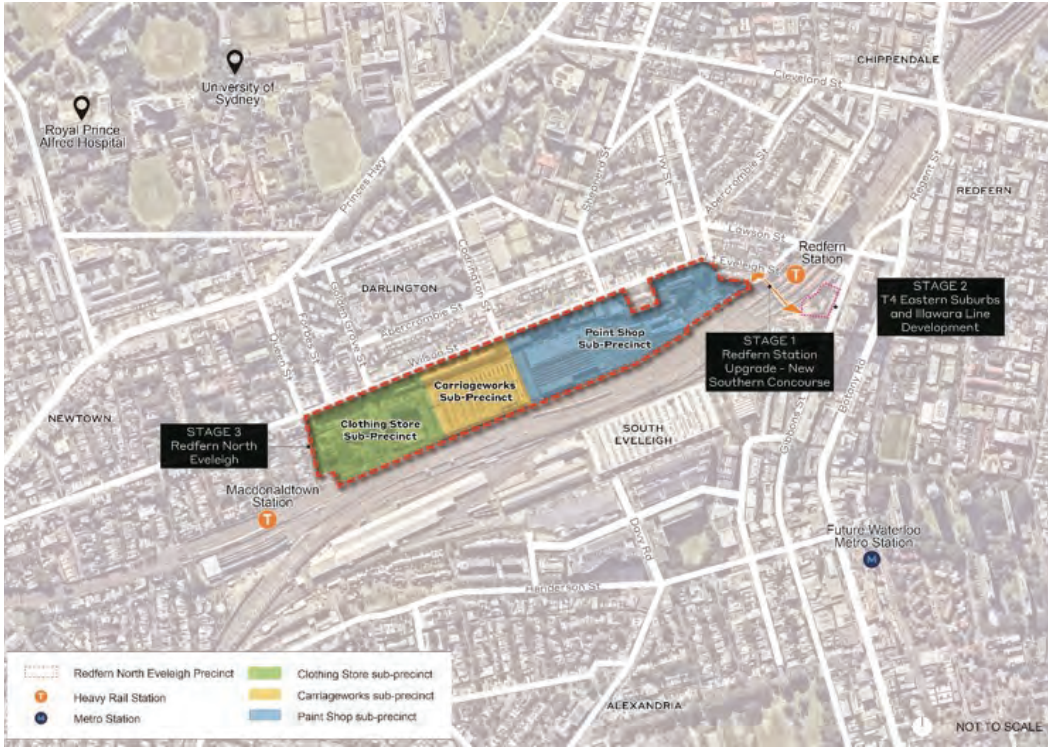 CHIPPENDALE
Cleveland St
University of
Sydney
Royal Prince
Alfred Hospital
Princes Hwy
Shepherd St
Ivy St
Abercrombie St
Regent St
REDFERN
Lawson St
Redfern
Station
T
Eveleigh St
Codrington St
DARLINGTON
Golden Grove St
Forbes St
Queen St
Abercrombie St
Wilson St
STAGE 2
T4 Eastern Suburbs
and Illawara Line
Development
Paint Shop
Sub-Precinct
STAGE 1
Redfern Station
Upgrade - New
Southern Concourse
Carriageworks
Sub-Precinct
Botany Rd
Gibbons St
NEWTOWN
Clothing Store
Sub-Precinct
SOUTH
EVELEIGH
STAGE 3
Redfern North
Eveleigh
Macdonaldtown
Station
T
Davy Rd
Future Waterloo
Metro Station
M
Henderson St
ALEXANDRIA
Redfern North Eveleigh Precinct
T
Heavy Rail Station
M
Metro Station
Clothing Store sub-precinct
Carriageworks sub-precinct
Paint Shop sub-precinct
NOT TO SCALE